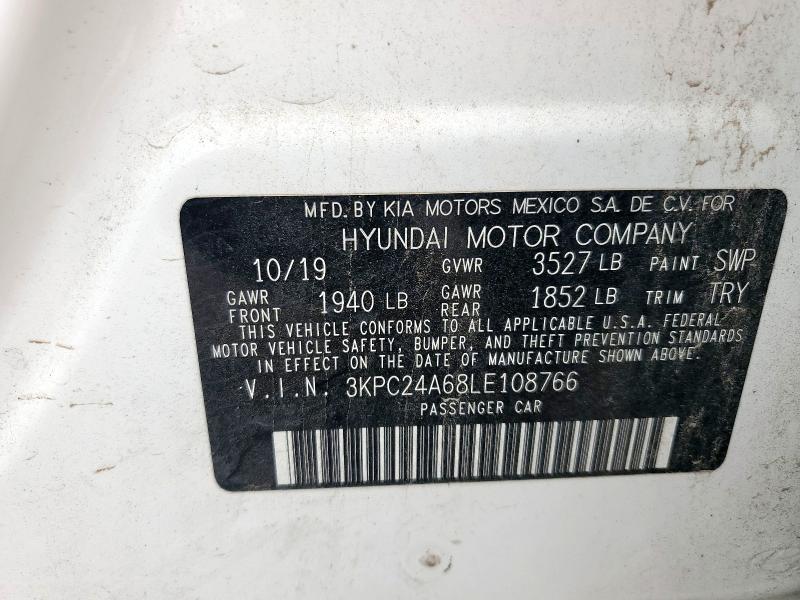 MFD. BY KIA MOTORS MEXICO S.A. DE C.V. FOR
HYUNDAI MOTOR COMPANY
10/19 GVWR 3527 LB PAINT SWP
GAWR FRONT 1940 LB GAWR REAR 1852 LB TRIM TRY
THIS VEHICLE CONFORMS TO ALL APPLICABLE U.S.A. FEDERAL
MOTOR VEHICLE SAFETY, BUMPER, AND THEFT PREVENTION STANDARDS
IN EFFECT ON THE DATE OF MANUFACTURE SHOWN ABOVE.
V.I.N. 3KPC24A68LE108766
PASSENGER CAR